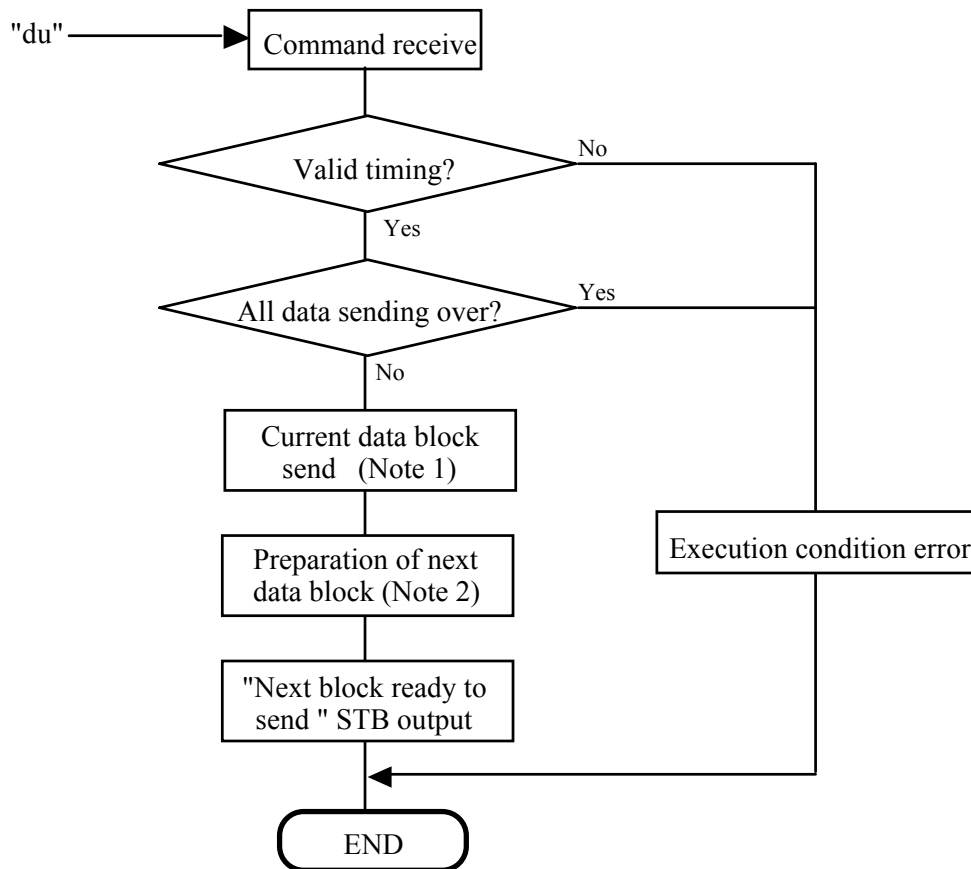 "du"
Command receive
Valid timing?
No
Yes
All data sending over?
Yes
No
Current data block
send (Note 1)
Execution condition error
Preparation of next
data block (Note 2)
"Next block ready to
send " STB output
END